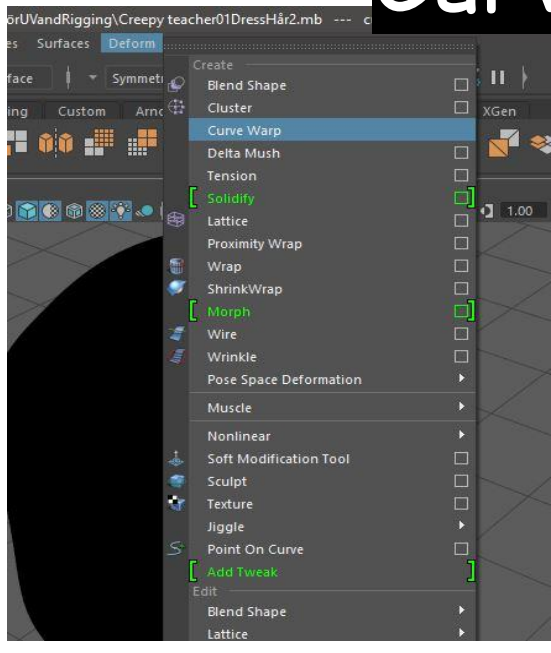 örUVandRigging\Creepy teacher01DressHår2.mb --- c
es Surfaces Deform
Create
face Symmet
Blend Shape
ing Custom Arno XGen
Cluster
Curve Warp
Delta Mush
Tension
[ Solidify ]
Lattice 1.00
Proximity Wrap
Wrap
ShrinkWrap
[ Morph ]
Wire
Wrinkle
Pose Space Deformation
Muscle
Nonlinear
Soft Modification Tool
Sculpt
Texture
Jiggle
Point On Curve
[ Add Tweak ]
Edit
Blend Shape
Lattice